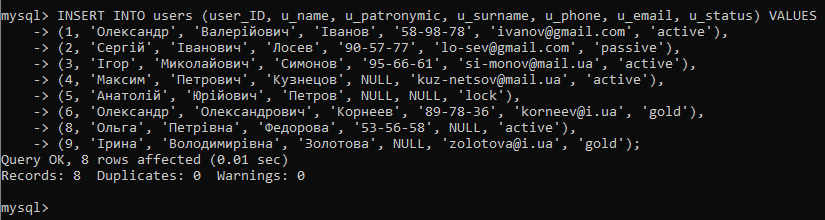 mysql> INSERT INTO users (user_ID, u_name, u_patronymic, u_surname, u_phone, u_email, u_status) VALUES
    -> (1, 'Олександр', 'Валерійович', 'Іванов', '58-98-78', 'ivanov@gmail.com', 'active'),
    -> (2, 'Сергій', 'Іванович', 'Лосев', '90-57-77', 'lo-sev@gmail.com', 'passive'),
    -> (3, 'Ігор', 'Миколайович', 'Симонов', '95-66-61', 'si-monov@mail.ua', 'active'),
    -> (4, 'Максим', 'Петрович', 'Кузнецов', NULL, 'kuz-netsov@mail.ua', 'active'),
    -> (5, 'Анатолій', 'Юрійович', 'Петров', NULL, NULL, 'lock'),
    -> (6, 'Олександр', 'Олександрович', 'Корнеев', '89-78-36', 'korneev@i.ua', 'gold'),
    -> (8, 'Ольга', 'Петрівна', 'Федорова', '53-56-58', NULL, 'active'),
    -> (9, 'Ірина', 'Володимирівна', 'Золотова', NULL, 'zolotova@i.ua', 'gold');
Query OK, 8 rows affected (0.01 sec)
Records: 8  Duplicates: 0  Warnings: 0
mysql>